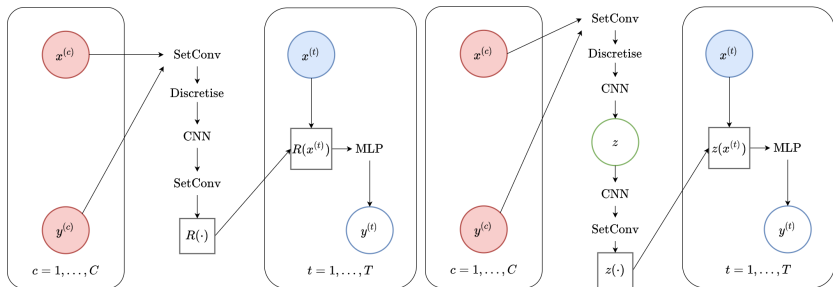 x^{(c)}
y^{(c)}
c = 1, . . . , C
SetConv
Discretise
CNN
SetConv
R(·)
x^{(t)}
R(x^{(t)})
MLP
y^{(t)}
t = 1, . . . , T
x^{(c)}
y^{(c)}
c = 1, . . . , C
SetConv
Discretise
CNN
z
CNN
SetConv
z(·)
x^{(t)}
z(x^{(t)})
MLP
y^{(t)}
t = 1, . . . , T